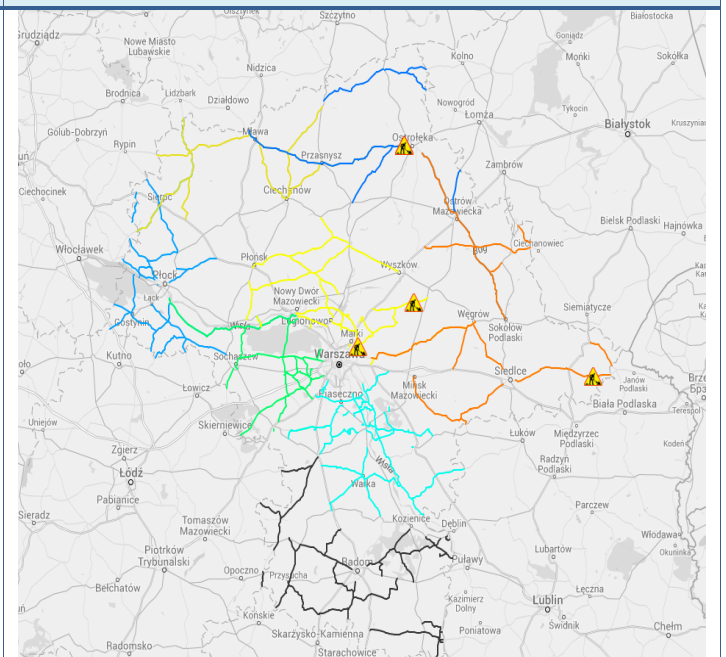 Szczytno
Białostocka
Grudziądz
Nowe Miasto
Lubawskie
Goniądz
Mońki
Sokółka
Nidzica
Kolno
Brodnica
Lidzbark
Działdowo
Nowogród
Łomża
Tykocin
Białystok
Golub-Dobrzyń
Rypin
Mława
Przasnysz
Ostrołęka
Zambrów
Ciechocinek
Sierpc
Ciechanów
Ostrów
Mazowiecka
Bielsk Podlaski
Hajnówka
Włocławek
Płońsk
Wyszków
Bug
Ciechanowiec
Płock
Łąck
Nowy Dwór
Mazowiecki
Siemiatycze
Gostynin
Wisła
Łomianowo
Marki
Węgrów
Sokołów
Podlaski
Kutno
Sochaczew
Warszawa
Siedlce
Łowicz
Piaseczno
Mińsk
Mazowiecki
Janów
Podlaski
Biała Podlaska
Terespol
Uniejów
Skierniewice
Łuków
Międzyrzec
Podlaski
Kodeń
Zgierz
Radzyń
Podlaski
Łódź
Wisła
Warka
Pabianice
Sieradz
Kozienice
Dęblin
Parczew
Tomaszów
Mazowiecki
Włodawa
Okuninka
Piotrków
Trybunalski
Opoczno
Przysucha
Radom
Puławy
Lubartów
Bełchatów
Łęczna
Końskie
Kazimierz
Dolny
Lublin
Świdnik
Poniatowa
Chełm
Radomsko
Skarżysko-Kamienna
Starachowice